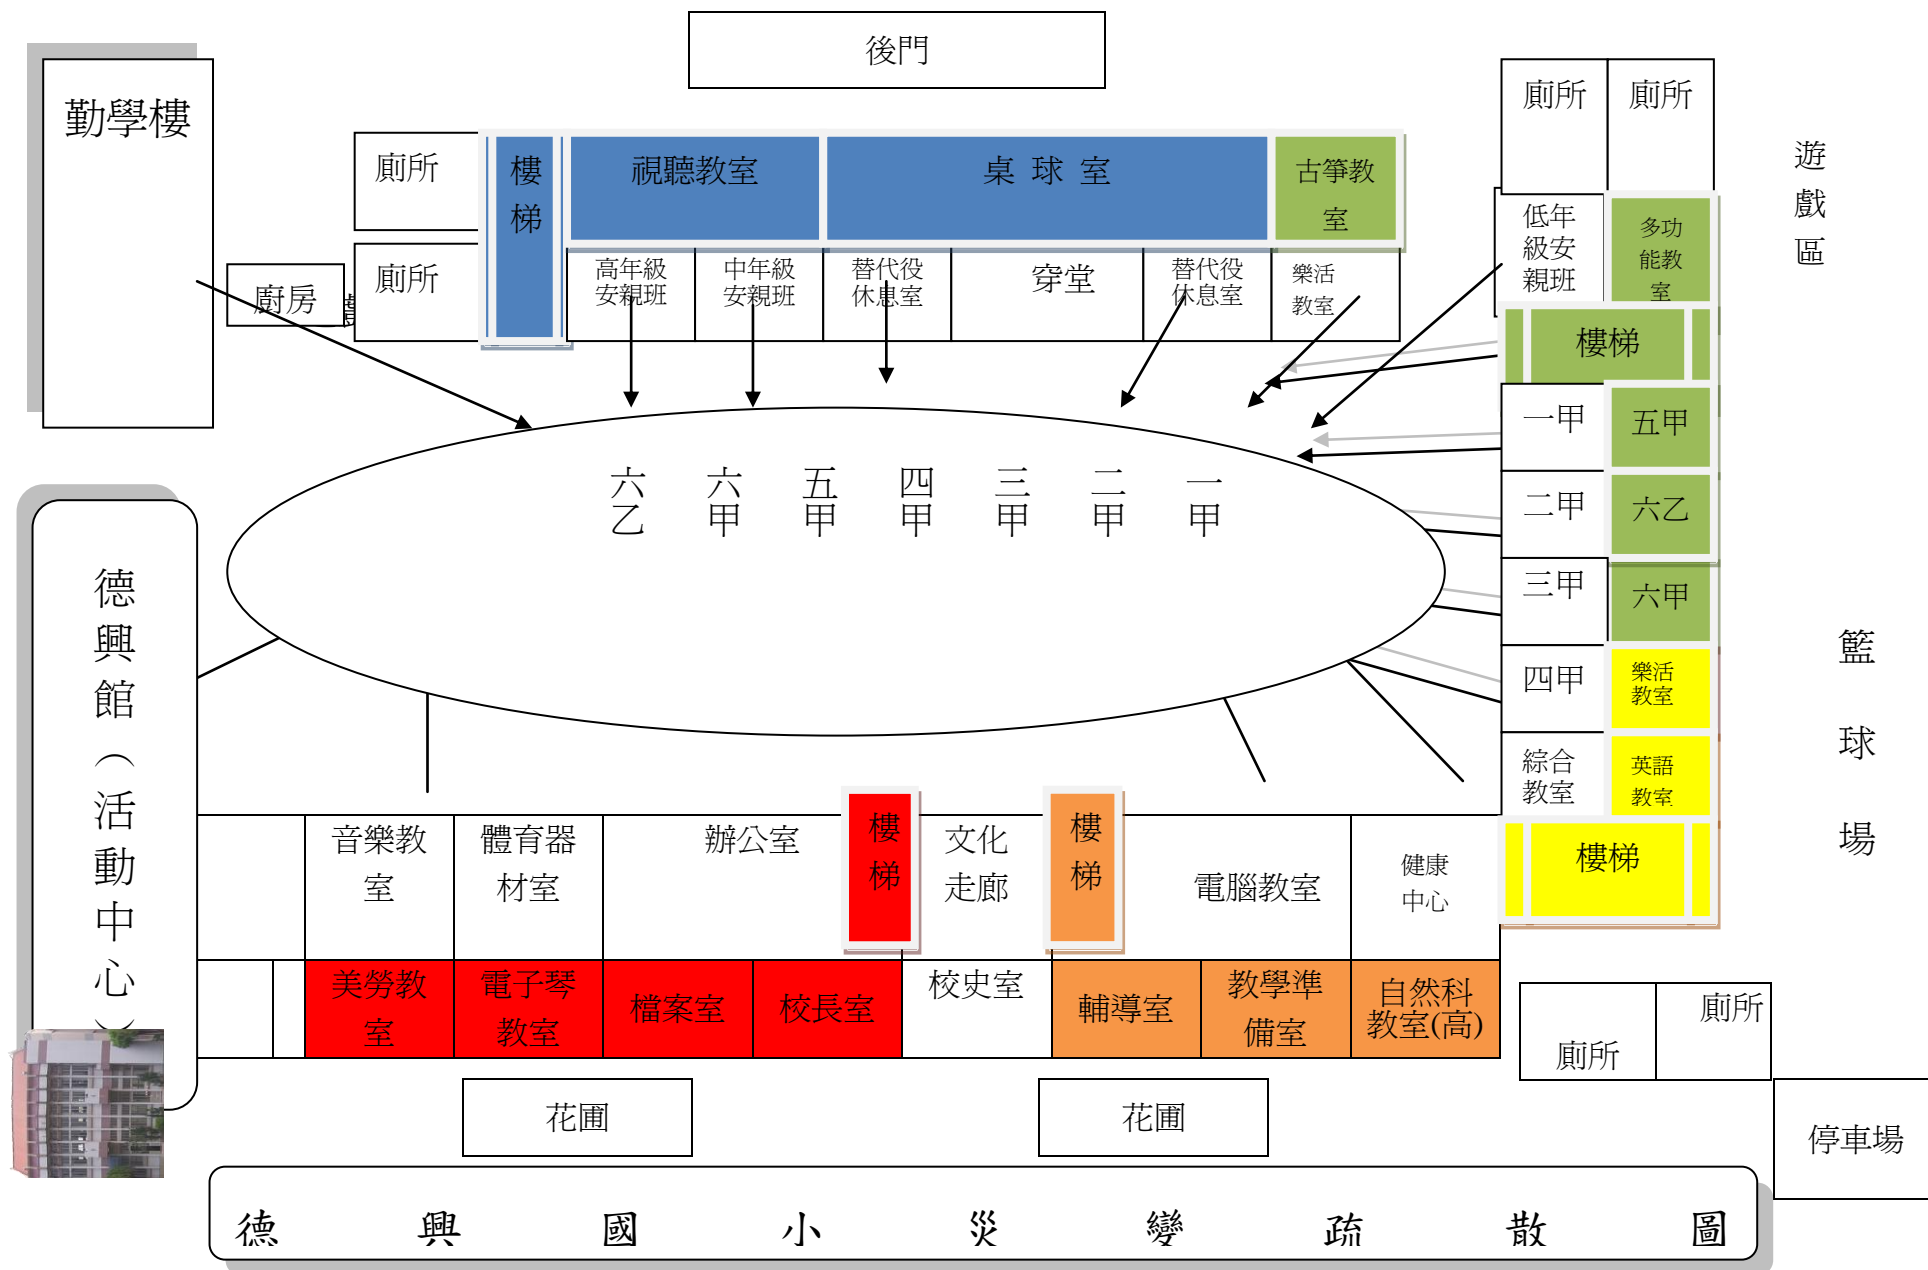 後門
勤學樓
廁所
樓
梯
視聽教室
桌 球 室
古箏教
室
廁所
廁所
遊
戲
區
廚房
廁所
高年級
安親班
中年級
安親班
替代役
休息室
穿堂
替代役
休息室
樂活
教室
低年
級安
親班
多功
能教
室
樓梯
一甲
五甲
六
乙
六
甲
五
甲
四
甲
三
甲
二
甲
一
甲
二甲
六乙
三甲
六甲
四甲
樂活
教室
綜合
教室
英語
教室
樓梯
籃
球
場
德
興
館
（
活
動
中
心
）
音樂教
室
體育器
材室
辦公室
樓
梯
文化
走廊
樓
梯
電腦教室
健康
中心
美勞教
室
電子琴
教室
檔案室
校長室
校史室
輔導室
教學準
備室
自然科
教室(高)
廁所
廁所
花圃
花圃
停車場
德興國小災變疏散圖